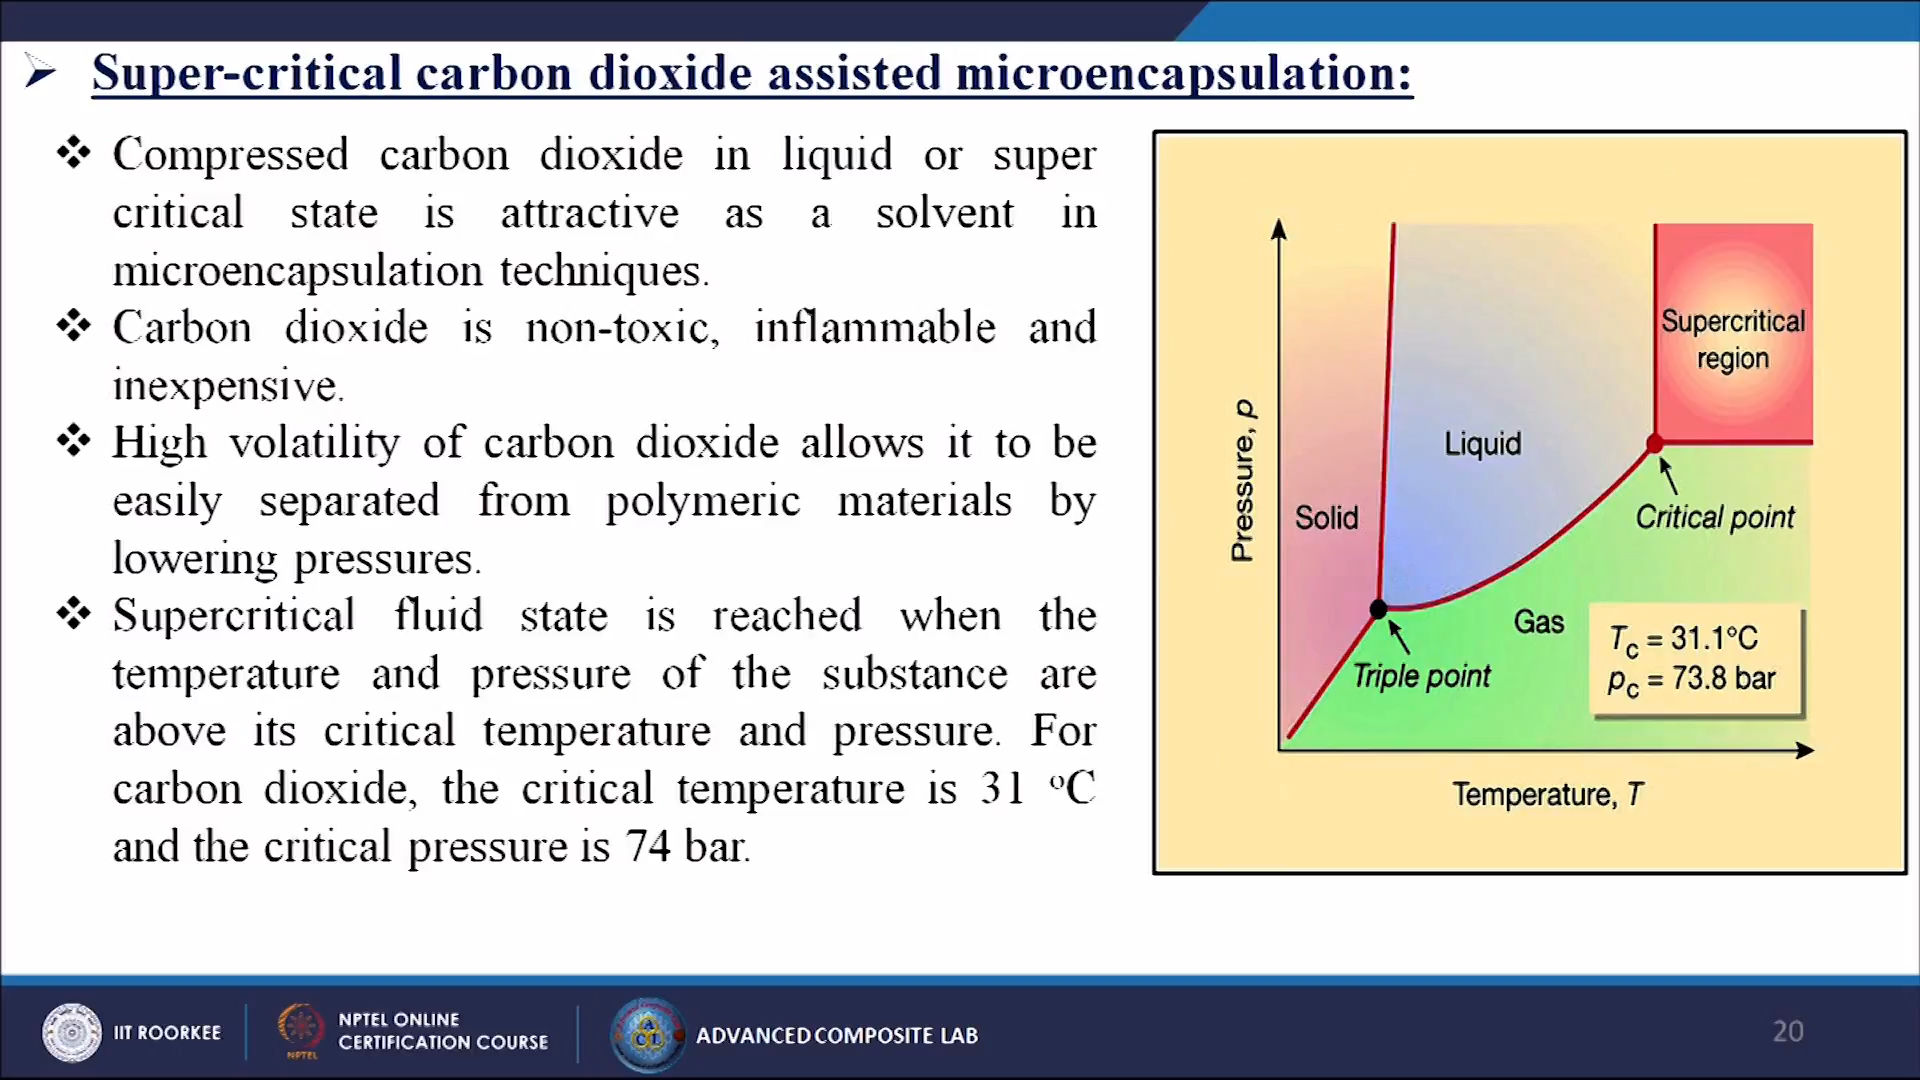 Super-critical carbon dioxide assisted microencapsulation:
Compressed carbon dioxide in liquid or super
critical state is attractive as a solvent in
microencapsulation techniques.
Carbon dioxide is non-toxic, inflammable and
inexpensive.
High volatility of carbon dioxide allows it to be
easily separated from polymeric materials by
lowering pressures.
Supercritical fluid state is reached when the
temperature and pressure of the substance are
above its critical temperature and pressure. For
carbon dioxide, the critical temperature is 31 °C
and the critical pressure is 74 bar.
Pressure, p
Solid
Liquid
Supercritical
region
Critical point
Gas
Triple point
Tc = 31.1°C
pc = 73.8 bar
Temperature, T
IIT ROORKEE
NPTEL
NPTEL ONLINE
CERTIFICATION COURSE
ACL
ADVANCED COMPOSITE LAB
20